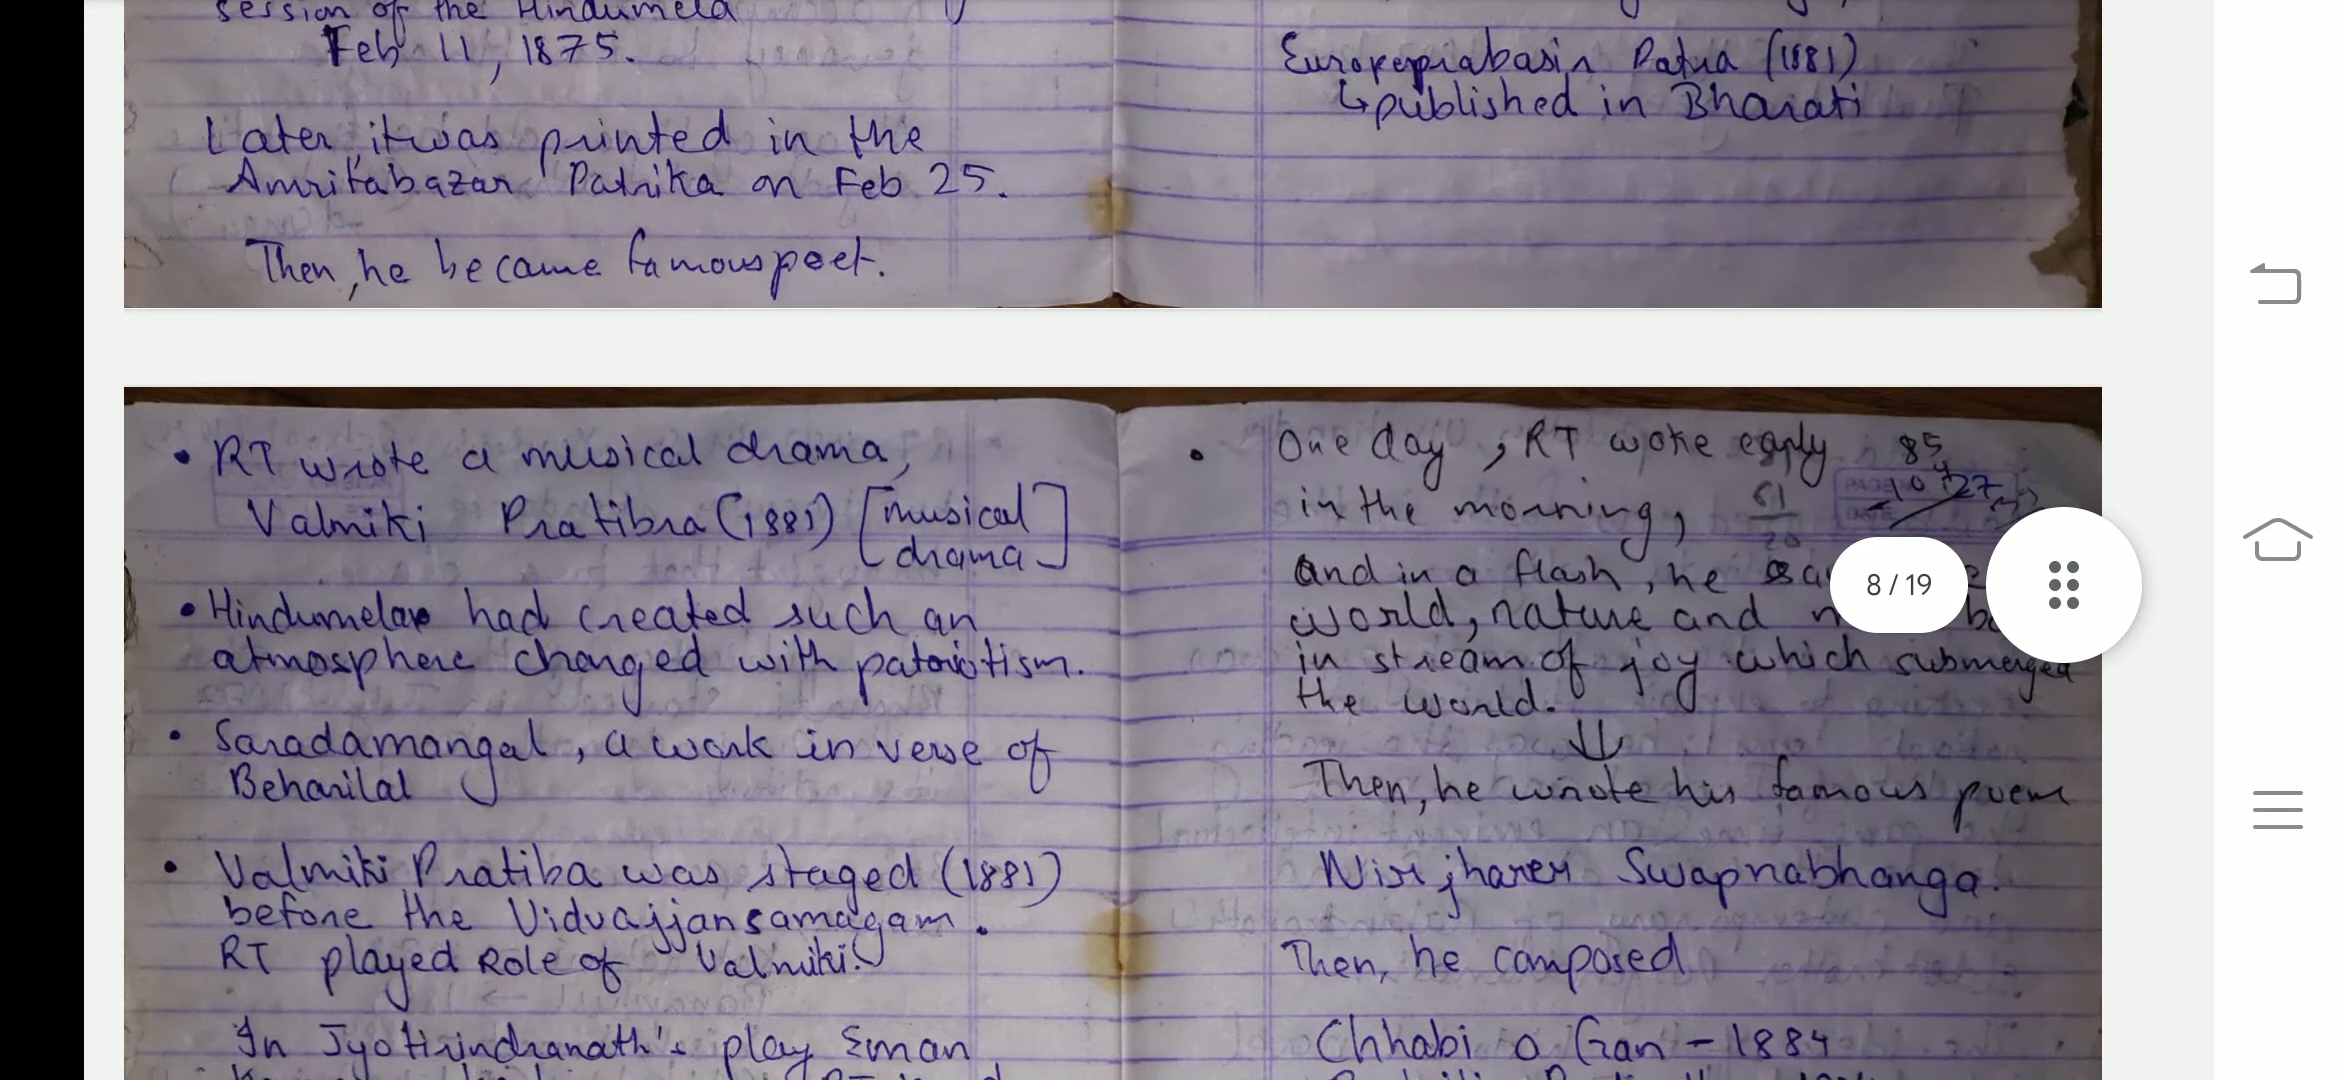 session of the Hindumela
Feb 11, 1875.
Later, it was printed in the
Amritabazar Patrika on Feb 25.
Then, he became famous poet.
Europeprabasir Patra (1881)
↳ published in Bharati
• RT wrote a musical drama,
Valmiki Pratibra (1881) [musical
drama]
• Hindumelar had created such an
atmosphere changed with patoriotism.
• Saradamangal, a work in verse of
Beharilal
• Valmiki Pratiba was staged (1881)
before the Vidvajjansamagam.
RT played Role of Valmiki.
In Jyotirindranath's play Eman
• One day, RT woke early
in the morning,
and in a flash, he
world, nature and
in stream of joy which submerged
the world.
↓
Then, he wrote his famous poem
Nirjharer Swapnabhanga.
Then, he composed
Chhabi o Gan - 1884
85
27
8/19